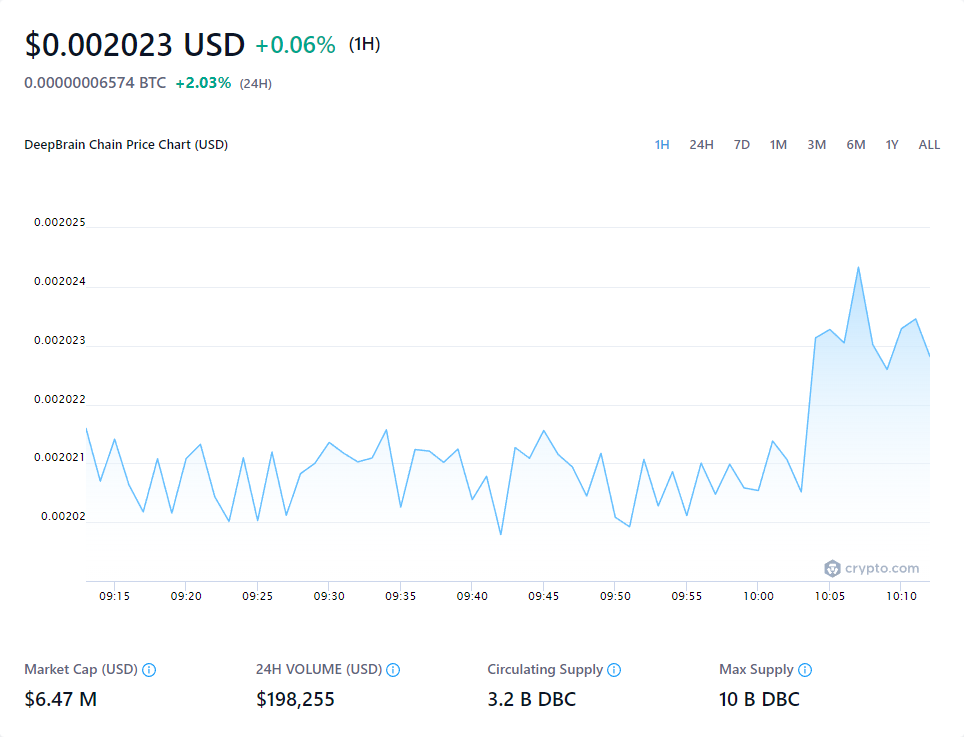 $0.002023 USD +0.06% (1H)
0.00000006574 BTC +2.03% (24H)
DeepBrain Chain Price Chart (USD)
1H 24H 7D 1M 3M 6M 1Y ALL
0.002025
0.002024
0.002023
0.002022
0.002021
0.00202
crypto.com
09:15 09:20 09:25 09:30 09:35 09:40 09:45 09:50 09:55 10:00 10:05 10:10
Market Cap (USD) 24H VOLUME (USD) Circulating Supply Max Supply
$6.47 M $198,255 3.2 B DBC 10 B DBC